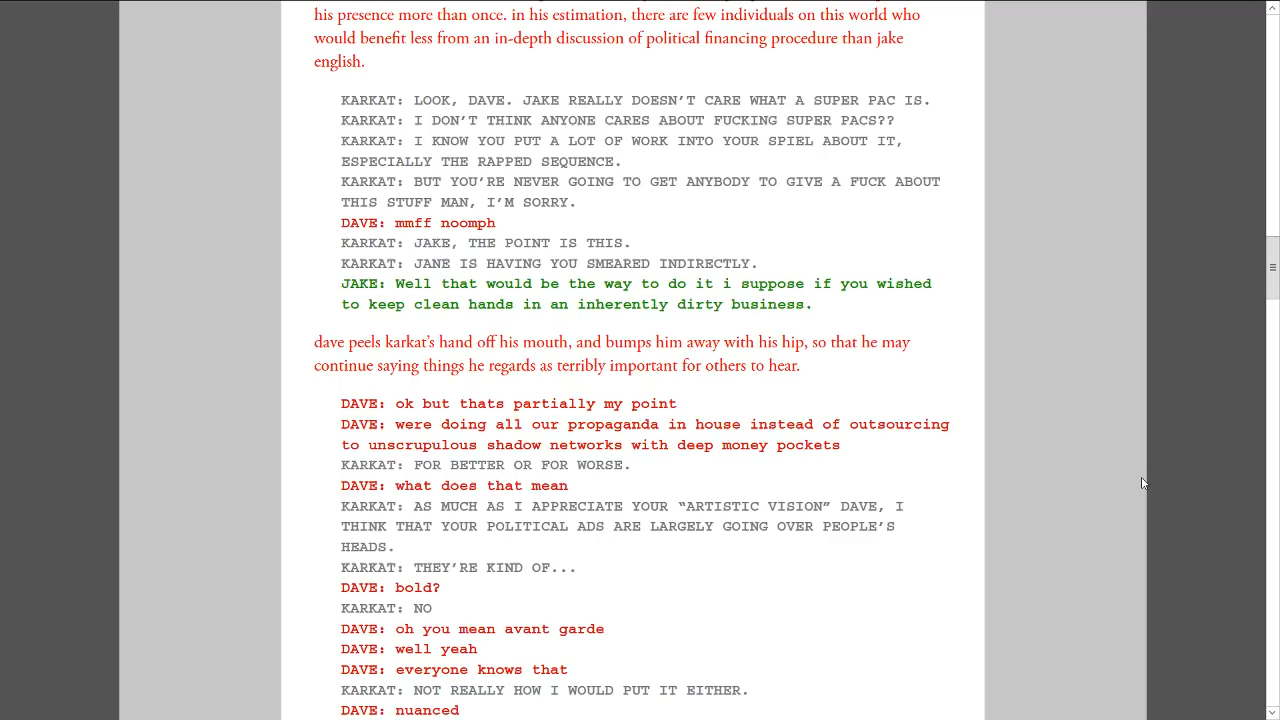 his presence more than once. in his estimation, there are few individuals on this world who
would benefit less from an in-depth discussion of political financing procedure than jake
english.
KARKAT: LOOK, DAVE. JAKE REALLY DOESN’T CARE WHAT A SUPER PAC IS.
KARKAT: I DON’T THINK ANYONE CARES ABOUT FUCKING SUPER PACS??
KARKAT: I KNOW YOU PUT A LOT OF WORK INTO YOUR SPIEL ABOUT IT,
ESPECIALLY THE RAPPED SEQUENCE.
KARKAT: BUT YOU’RE NEVER GOING TO GET ANYBODY TO GIVE A FUCK ABOUT
THIS STUFF MAN, I’M SORRY.
DAVE: mmff noomph
KARKAT: JAKE, THE POINT IS THIS.
KARKAT: JANE IS HAVING YOU SMEARED INDIRECTLY.
JAKE: Well that would be the way to do it i suppose if you wished
to keep clean hands in an inherently dirty business.
dave peels karkat’s hand off his mouth, and bumps him away with his hip, so that he may
continue saying things he regards as terribly important for others to hear.
DAVE: ok but thats partially my point
DAVE: were doing all our propaganda in house instead of outsourcing
to unscrupulous shadow networks with deep money pockets
KARKAT: FOR BETTER OR FOR WORSE.
DAVE: what does that mean
KARKAT: AS MUCH AS I APPRECIATE YOUR “ARTISTIC VISION” DAVE, I
THINK THAT YOUR POLITICAL ADS ARE LARGELY GOING OVER PEOPLE’S
HEADS.
KARKAT: THEY’RE KIND OF...
DAVE: bold?
KARKAT: NO
DAVE: oh you mean avant garde
DAVE: well yeah
DAVE: everyone knows that
KARKAT: NOT REALLY HOW I WOULD PUT IT EITHER.
DAVE: nuanced